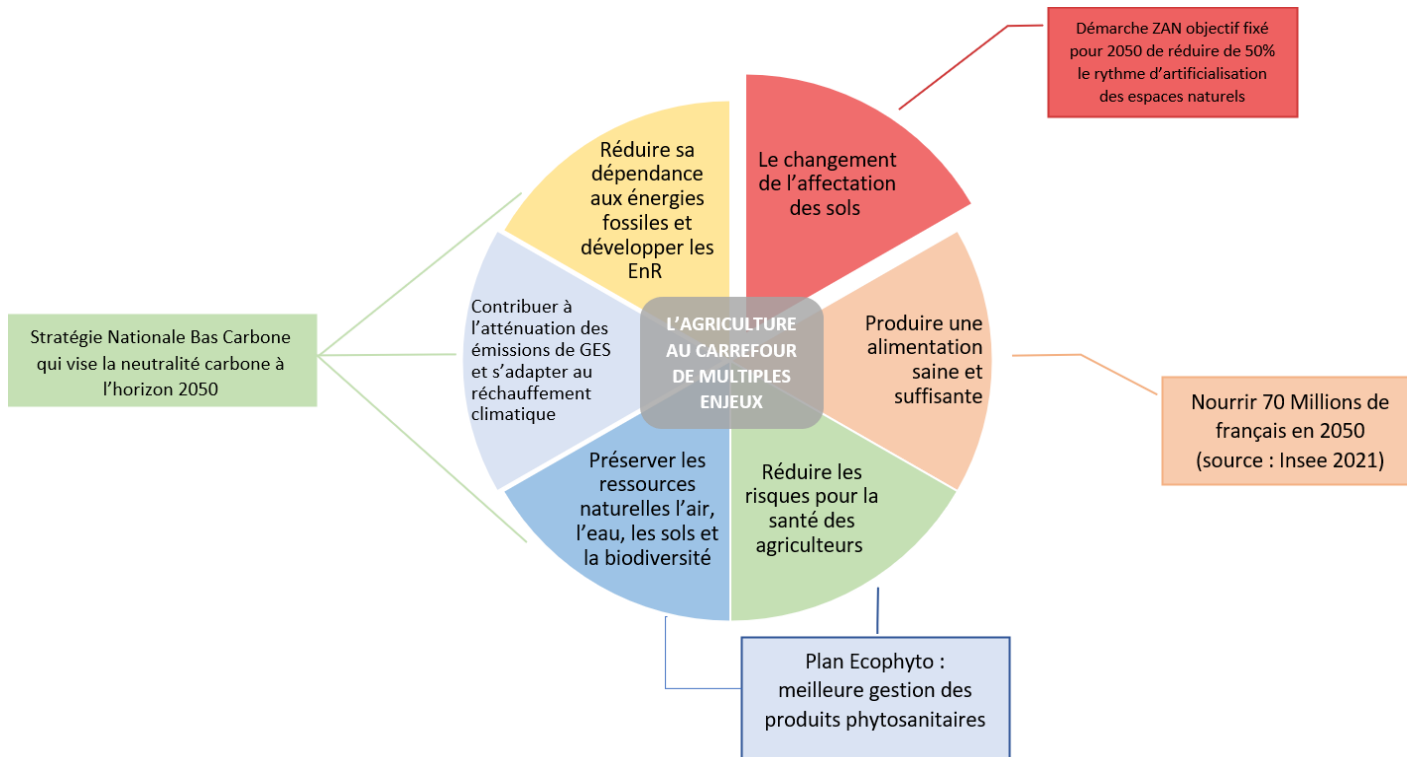 Démarche ZAN objectif fixé
pour 2050 de réduire de 50%
le rythme d'artificialisation
des espaces naturels
Réduire sa
dépendance
aux énergies
fossiles et
développer les
EnR
Le changement
de l'affectation
des sols
Contribuer à
l'atténuation des
émissions de GES
et s'adapter au
réchauffement
climatique
L'AGRICULTURE
AU CARREFOUR
DE MULTIPLES
ENJEUX
Produire une
alimentation
saine et
suffisante
Stratégie Nationale Bas Carbone
qui vise la neutralité carbone à
l'horizon 2050
Nourrir 70 Millions de
français en 2050
(source : Insee 2021)
Préserver les
ressources
naturelles l'air,
l'eau, les sols et
la biodiversité
Réduire les
risques pour la
santé des
agriculteurs
Plan Ecophyto :
meilleure gestion des
produits phytosanitaires